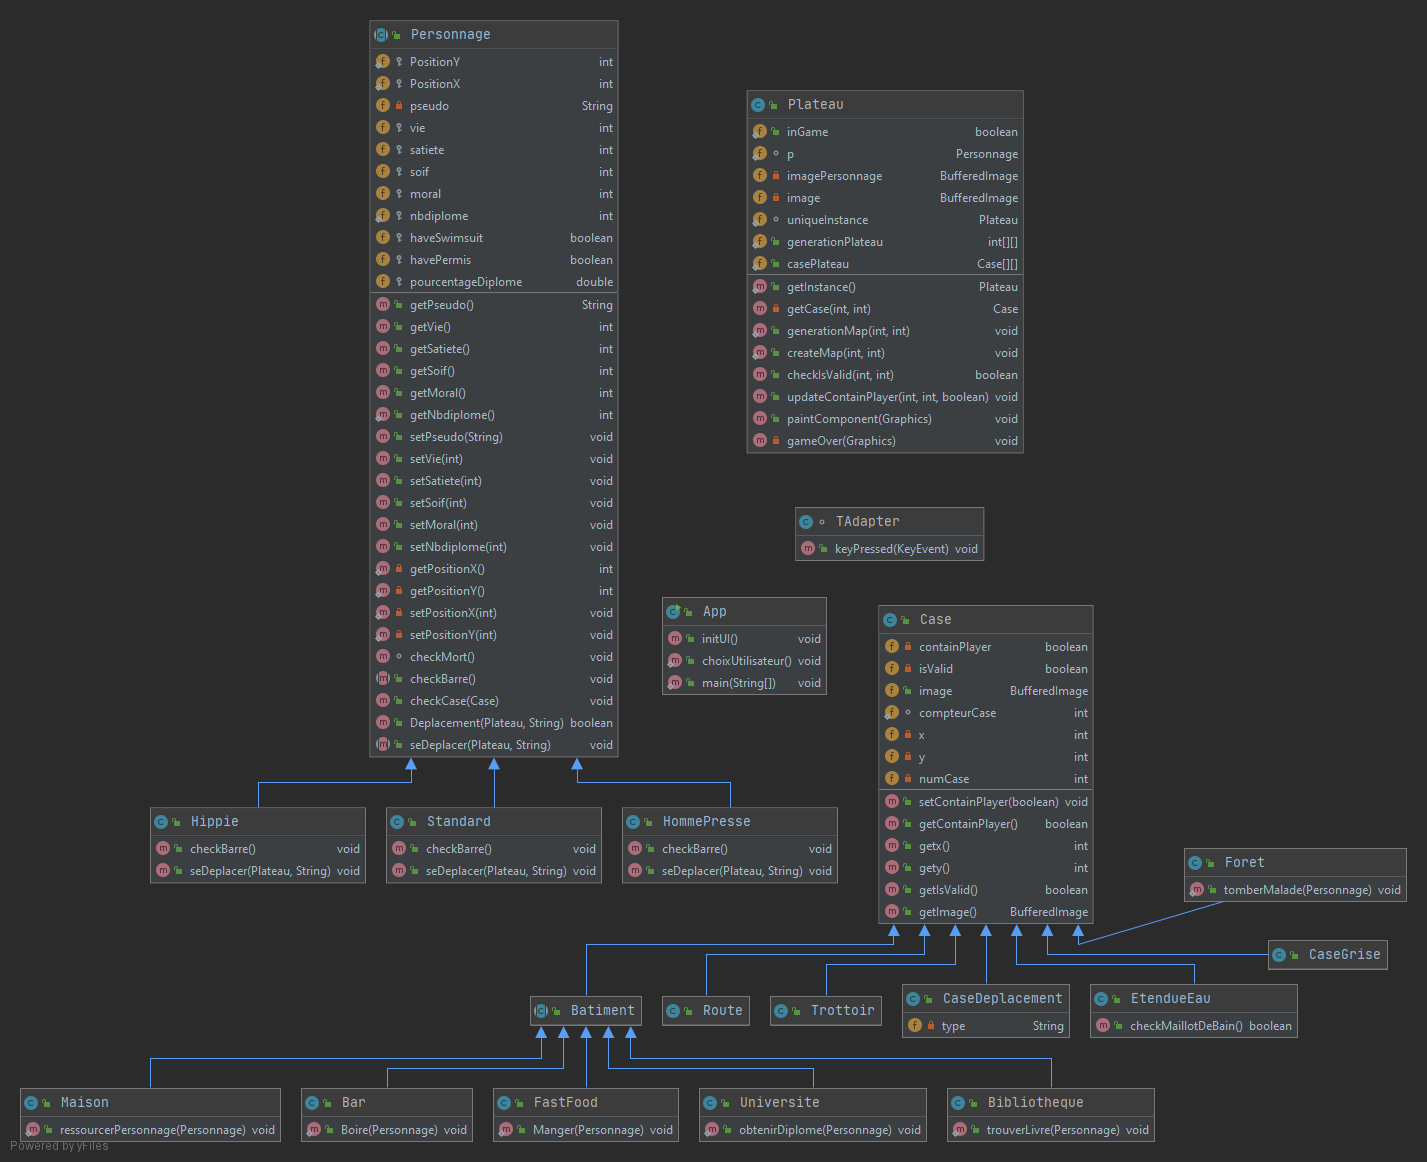 Personnage
PositionY int
PositionX int
pseudo String
vie int
satiete int
soif int
moral int
nbdiplome int
haveSwimsuit boolean
havePermis boolean
pourcentageDiplome double
getPseudo() String
getVie() int
getSatiete() int
getSoif() int
getMoral() int
getNbdiplome() int
setPseudo(String) void
setVie(int) void
setSatiete(int) void
setSoif(int) void
setMoral(int) void
setNbdiplome(int) void
getPositionX() int
getPositionY() int
setPositionX(int) void
setPositionY(int) void
checkMort() void
checkBarre() void
checkCase(Case) void
Deplacement(Plateau, String) boolean
seDeplacer(Plateau, String) void
Plateau
inGame boolean
p Personnage
imagePersonnage BufferedImage
image BufferedImage
uniqueInstance Plateau
generationPlateau int[][]
casePlateau Case[][]
getInstance() Plateau
getCase(int, int) Case
generationMap(int, int) void
createMap(int, int) void
checkIsValid(int, int) boolean
updateContainPlayer(int, int, boolean) void
paintComponent(Graphics) void
gameOver(Graphics) void
TAdapter
keyPressed(KeyEvent) void
App
initUI() void
choixUtilisateur() void
main(String[]) void
Case
containPlayer boolean
isValid boolean
image BufferedImage
compteurCase int
x int
y int
numCase int
setContainPlayer(boolean) void
getContainPlayer() boolean
getx() int
gety() int
getIsValid() boolean
getImage() BufferedImage
Hippie
checkBarre() void
seDeplacer(Plateau, String) void
Standard
checkBarre() void
seDeplacer(Plateau, String) void
HommePresse
checkBarre() void
seDeplacer(Plateau, String) void
Foret
tomberMalade(Personnage) void
CaseGrise
Batiment
Route
Trottoir
CaseDeplacement
type String
EtendueEau
checkMaillotDeBain() boolean
Maison
ressourcerPersonnage(Personnage) void
Bar
Boire(Personnage) void
FastFood
Manger(Personnage) void
Universite
obtenirDiplome(Personnage) void
Bibliotheque
trouverLivre(Personnage) void
Powered by yFiles